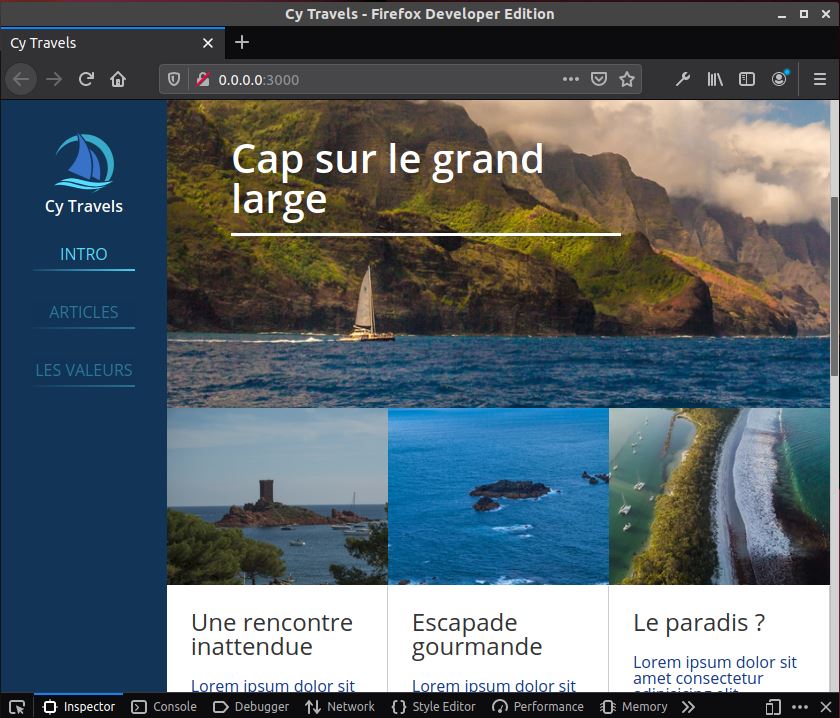 Cy Travels - Firefox Developer Edition
Cy Travels
0.0.0.0:3000
Cy Travels
INTRO
ARTICLES
LES VALEURS
Cap sur le grand
large
Une rencontre
inattendue
Lorem ipsum dolor sit
Escapade
gourmande
Lorem ipsum dolor sit
Le paradis ?
Lorem ipsum dolor sit
amet consectetur
adipisicing elit.
Inspector
Console
Debugger
Network
Style Editor
Performance
Memory